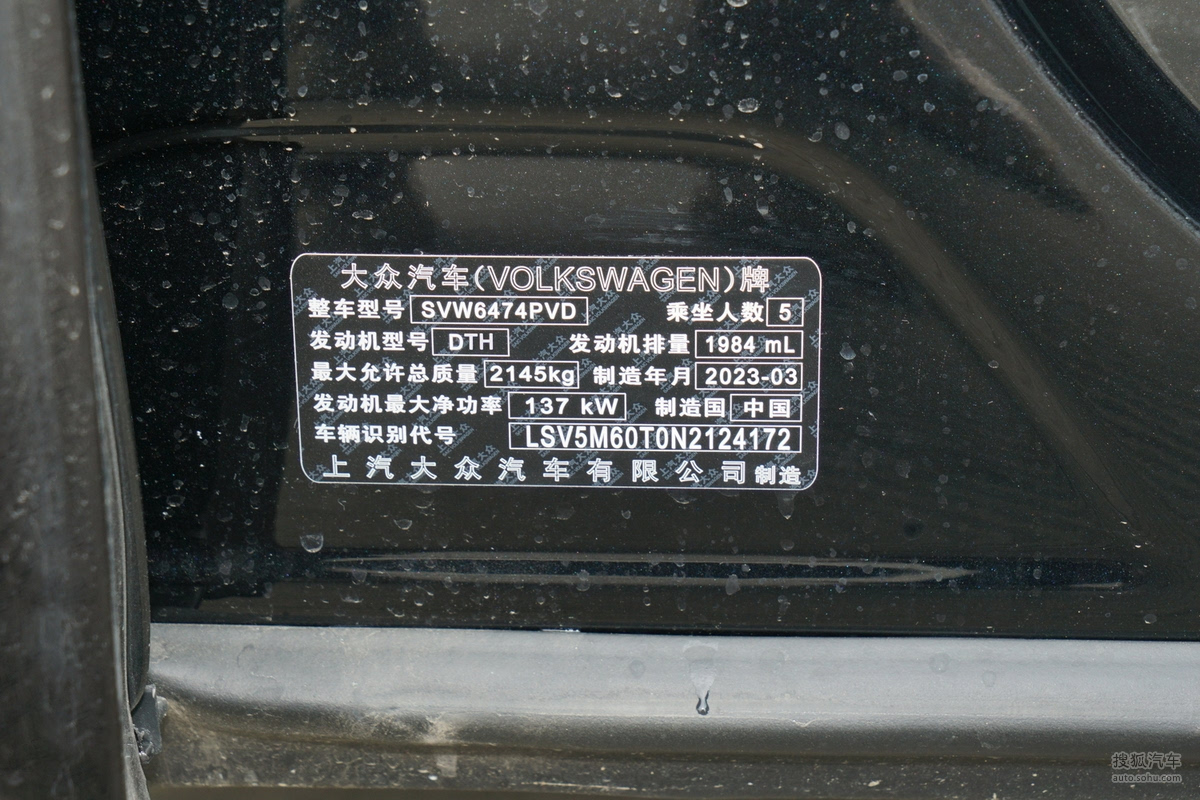 大众汽车(VOLKSWAGEN)牌
整车型号 SVW6474PVD 乘坐人数 5
发动机型号 DTH 发动机排量 1984 mL
最大允许总质量 2145kg 制造年月 2023-03
发动机最大净功率 137 kW 制造国 中国
车辆识别代号 LSV5M60T0N2124172
上汽大众汽车有限公司制造
搜狐汽车
auto.sohu.com